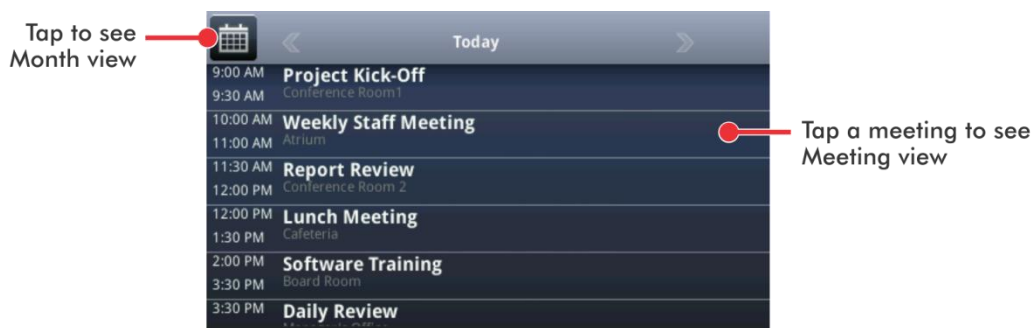 Tap to see
Month view
Today
9:00 AM Project Kick-Off
9:30 AM Conference Room1
10:00 AM Weekly Staff Meeting
11:00 AM Atrium
Tap a meeting to see
Meeting view
11:30 AM Report Review
12:00 PM Conference Room 2
12:00 PM Lunch Meeting
1:30 PM Cafeteria
2:00 PM Software Training
3:30 PM Board Room
3:30 PM Daily Review
Manager's Office